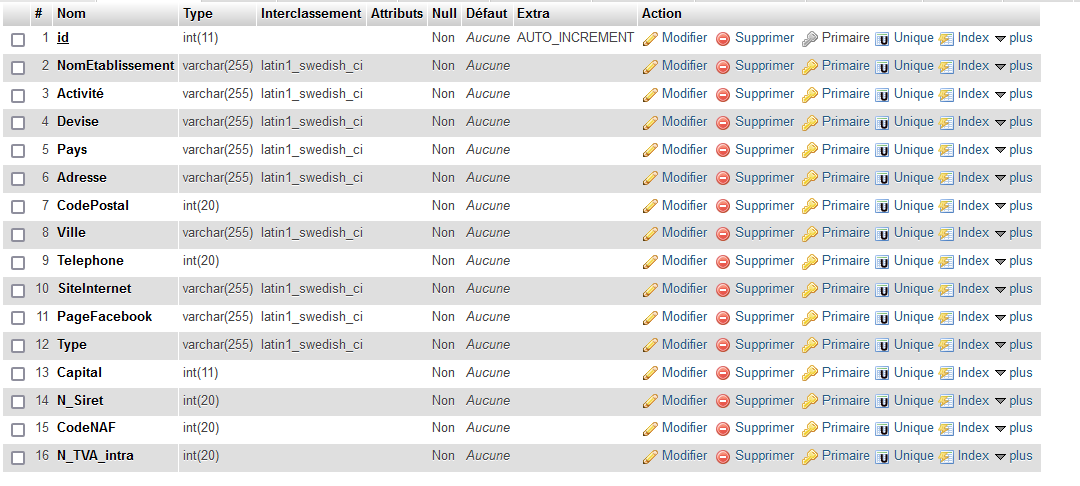 # Nom Type Interclassement Attributs Null Défaut Extra Action
1 id int(11) Non Aucune AUTO_INCREMENT Modifier Supprimer Primaire Unique Index plus
2 NomEtablissement varchar(255) latin1_swedish_ci Non Aucune Modifier Supprimer Primaire Unique Index plus
3 Activité varchar(255) latin1_swedish_ci Non Aucune Modifier Supprimer Primaire Unique Index plus
4 Devise varchar(255) latin1_swedish_ci Non Aucune Modifier Supprimer Primaire Unique Index plus
5 Pays varchar(255) latin1_swedish_ci Non Aucune Modifier Supprimer Primaire Unique Index plus
6 Adresse varchar(255) latin1_swedish_ci Non Aucune Modifier Supprimer Primaire Unique Index plus
7 CodePostal int(20) Non Aucune Modifier Supprimer Primaire Unique Index plus
8 Ville varchar(255) latin1_swedish_ci Non Aucune Modifier Supprimer Primaire Unique Index plus
9 Telephone int(20) Non Aucune Modifier Supprimer Primaire Unique Index plus
10 SiteInternet varchar(255) latin1_swedish_ci Non Aucune Modifier Supprimer Primaire Unique Index plus
11 PageFacebook varchar(255) latin1_swedish_ci Non Aucune Modifier Supprimer Primaire Unique Index plus
12 Type varchar(255) latin1_swedish_ci Non Aucune Modifier Supprimer Primaire Unique Index plus
13 Capital int(11) Non Aucune Modifier Supprimer Primaire Unique Index plus
14 N_Siret int(20) Non Aucune Modifier Supprimer Primaire Unique Index plus
15 CodeNAF int(20) Non Aucune Modifier Supprimer Primaire Unique Index plus
16 N_TVA_intra int(20) Non Aucune Modifier Supprimer Primaire Unique Index plus